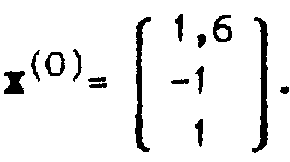 x⁽⁰⁾= ( 1,6
-1
1 ).